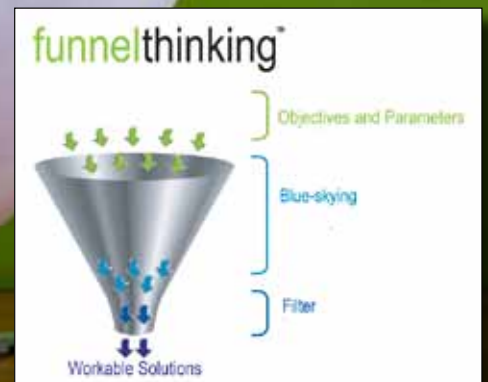 funnelthinking™
Objectives and Parameters
Blue-skying
Filter
Workable Solutions